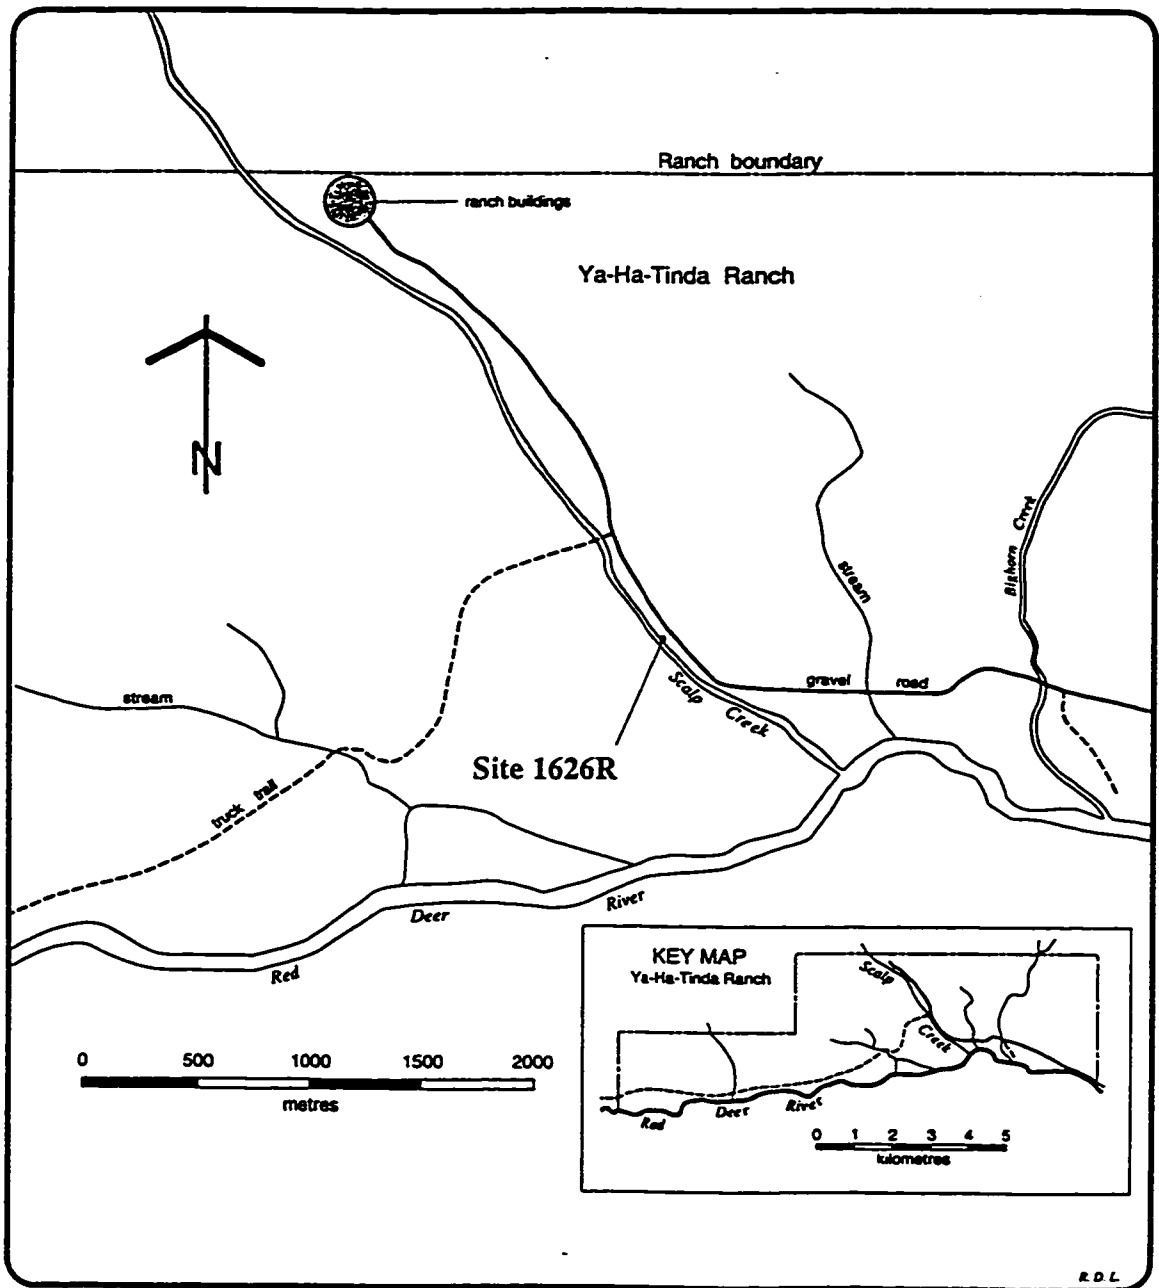 Ranch boundary
ranch buildings
Ya-Ha-Tinda Ranch
N
Bighorn Creek
stream
stream
gravel road
Scalp Creek
Site 1626R
truck trail
Red Deer River
KEY MAP
Ya-Ha-Tinda Ranch
Scalp Creek
Red Deer River
0 1 2 3 4 5
kilometres
0 500 1000 1500 2000
metres
R.D.L.